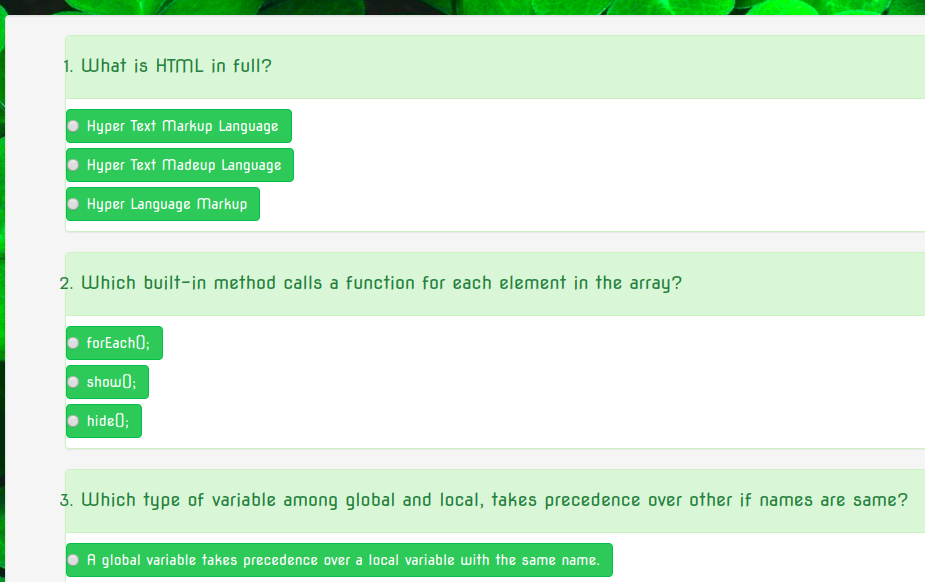 1. What is HTML in full?
Hyper Text Markup Language
Hyper Text Madeup Language
Hyper Language Markup
2. Which built-in method calls a function for each element in the array?
forEach();
show();
hide();
3. Which type of variable among global and local, takes precedence over other if names are same?
A global variable takes precedence over a local variable with the same name.